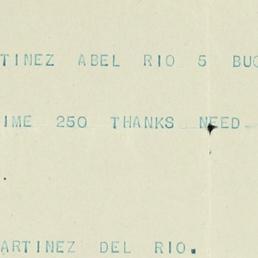 TINEZ ABEL RIO 5 BUC
IME 250 THANKS NEED
ARTINEZ DEL RIO.